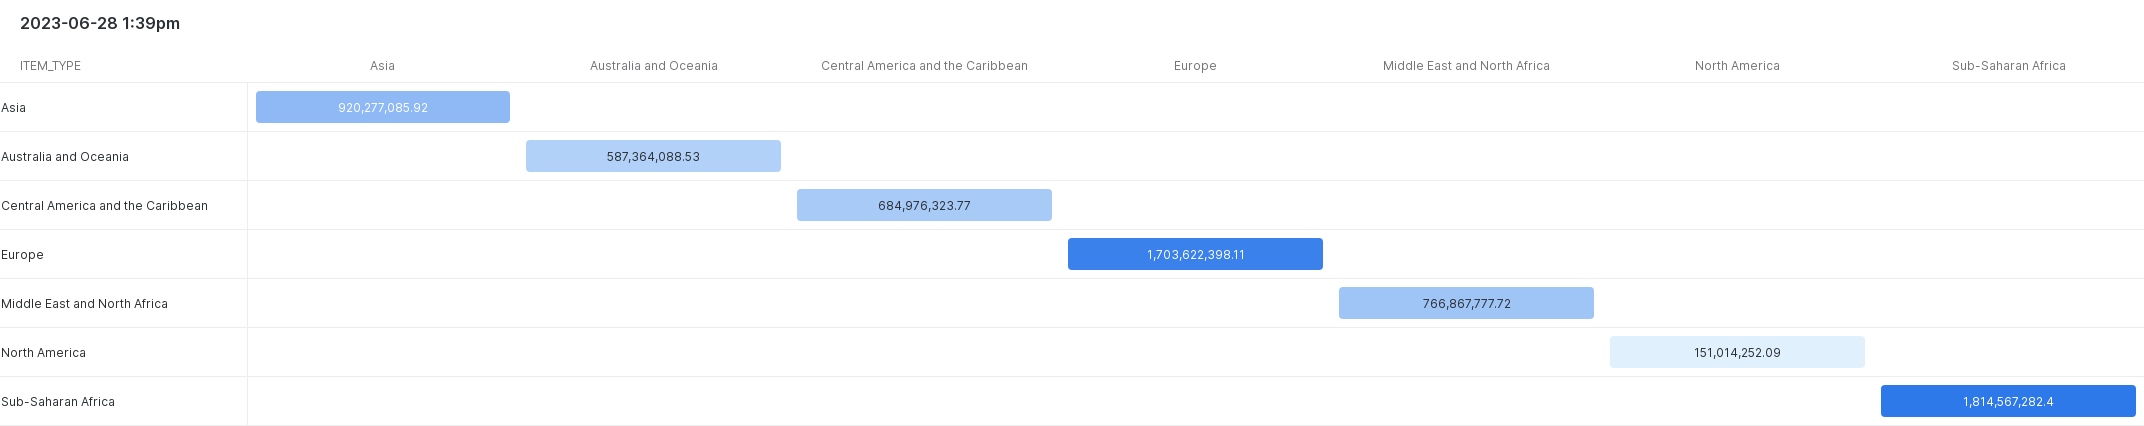 2023-06-28 1:39pm
ITEM_TYPE Asia Australia and Oceania Central America and the Caribbean Europe Middle East and North Africa North America Sub-Saharan Africa
Asia 920,277,085.92
Australia and Oceania 587,364,088.53
Central America and the Caribbean 684,976,323.77
Europe 1,703,622,398.11
Middle East and North Africa 766,867,777.72
North America 151,014,252.09
Sub-Saharan Africa 1,814,567,282.4